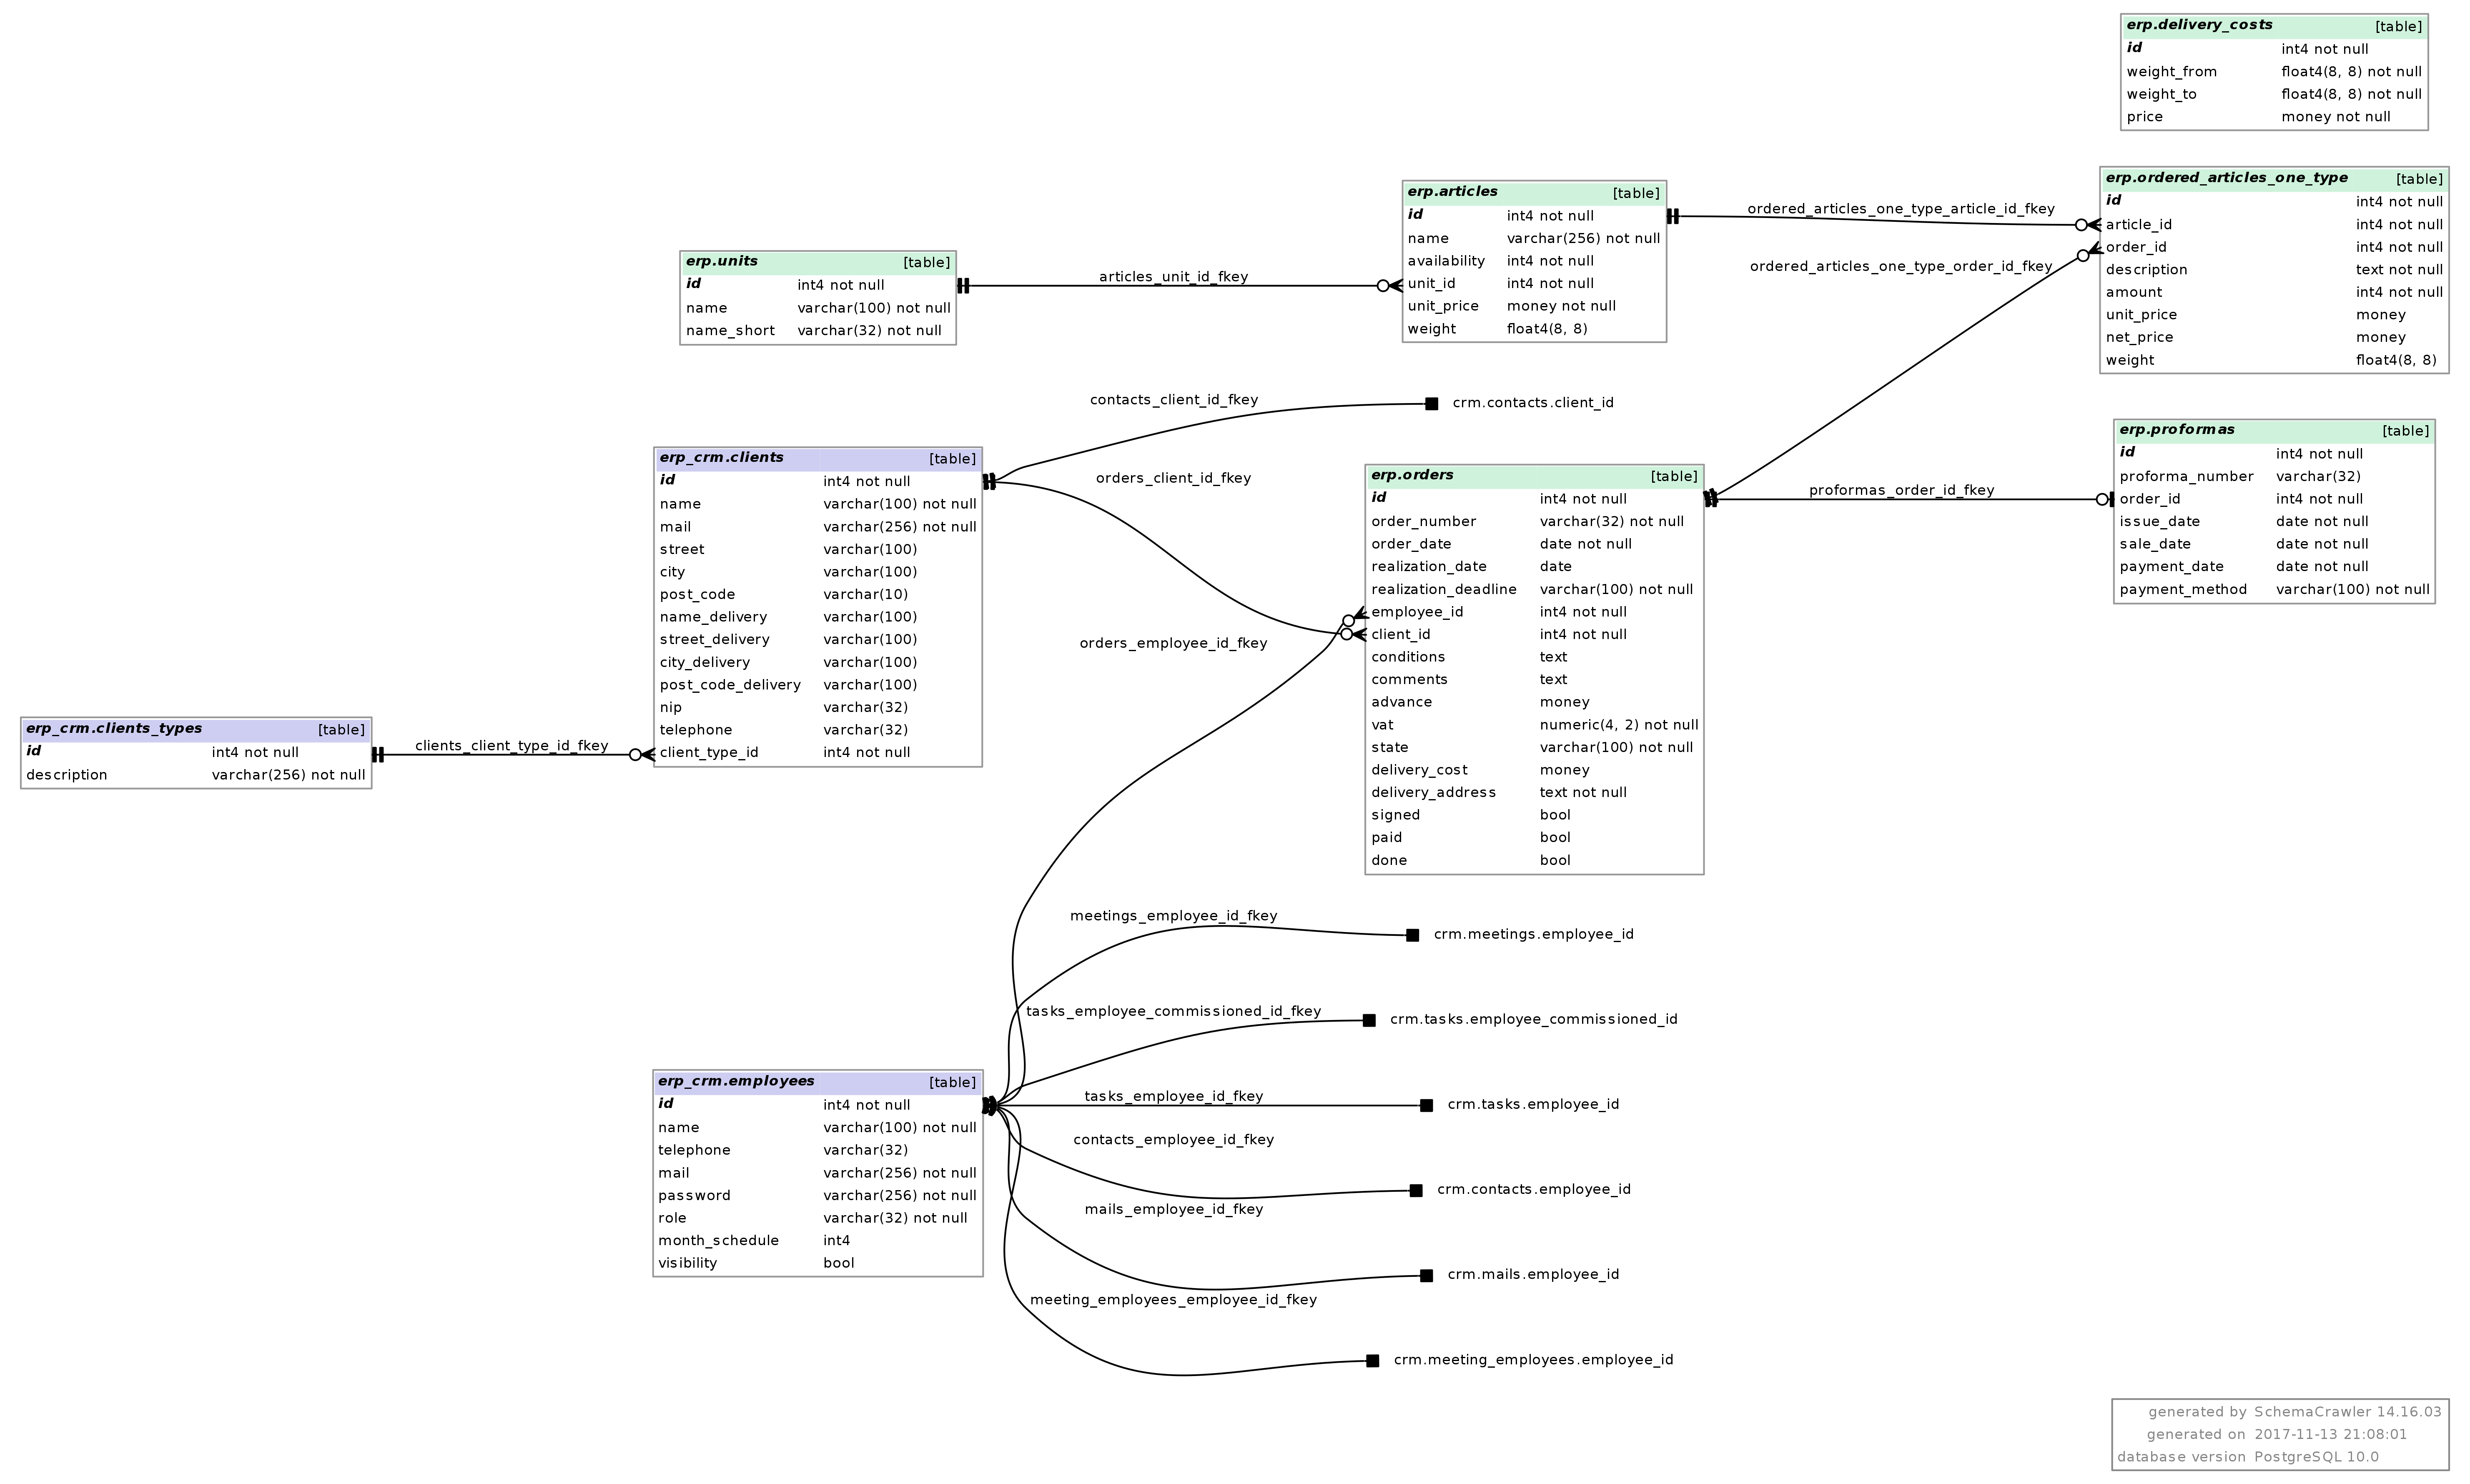 erp.delivery_costs [table]
id int4 not null
weight_from float4(8, 8) not null
weight_to float4(8, 8) not null
price money not null
erp.articles [table]
id int4 not null
name varchar(256) not null
availability int4 not null
unit_id int4 not null
unit_price money not null
weight float4(8, 8)
ordered_articles_one_type_article_id_fkey
ordered_articles_one_type_order_id_fkey
erp.ordered_articles_one_type [table]
id int4 not null
article_id int4 not null
order_id int4 not null
description text not null
amount int4 not null
unit_price money
net_price money
weight float4(8, 8)
erp.units [table]
id int4 not null
name varchar(100) not null
name_short varchar(32) not null
articles_unit_id_fkey
contacts_client_id_fkey
crm.contacts.client_id
orders_client_id_fkey
orders_employee_id_fkey
erp_crm.clients [table]
id int4 not null
name varchar(100) not null
mail varchar(256) not null
street varchar(100)
city varchar(100)
post_code varchar(10)
name_delivery varchar(100)
street_delivery varchar(100)
city_delivery varchar(100)
post_code_delivery varchar(100)
nip varchar(32)
telephone varchar(32)
client_type_id int4 not null
erp.orders [table]
id int4 not null
order_number varchar(32) not null
order_date date not null
realization_date date
realization_deadline varchar(100) not null
employee_id int4 not null
client_id int4 not null
conditions text
comments text
advance money
vat numeric(4, 2) not null
state varchar(100) not null
delivery_cost money
delivery_address text not null
signed bool
paid bool
done bool
proformas_order_id_fkey
erp.proformas [table]
id int4 not null
proforma_number varchar(32)
order_id int4 not null
issue_date date not null
sale_date date not null
payment_date date not null
payment_method varchar(100) not null
erp_crm.clients_types [table]
id int4 not null
description varchar(256) not null
clients_client_type_id_fkey
meetings_employee_id_fkey
crm.meetings.employee_id
tasks_employee_commissioned_id_fkey
crm.tasks.employee_commissioned_id
erp_crm.employees [table]
id int4 not null
name varchar(100) not null
telephone varchar(32)
mail varchar(256) not null
password varchar(256) not null
role varchar(32) not null
month_schedule int4
visibility bool
tasks_employee_id_fkey
crm.tasks.employee_id
contacts_employee_id_fkey
crm.contacts.employee_id
mails_employee_id_fkey
crm.mails.employee_id
meeting_employees_employee_id_fkey
crm.meeting_employees.employee_id
generated by SchemaCrawler 14.16.03
generated on 2017-11-13 21:08:01
database version PostgreSQL 10.0